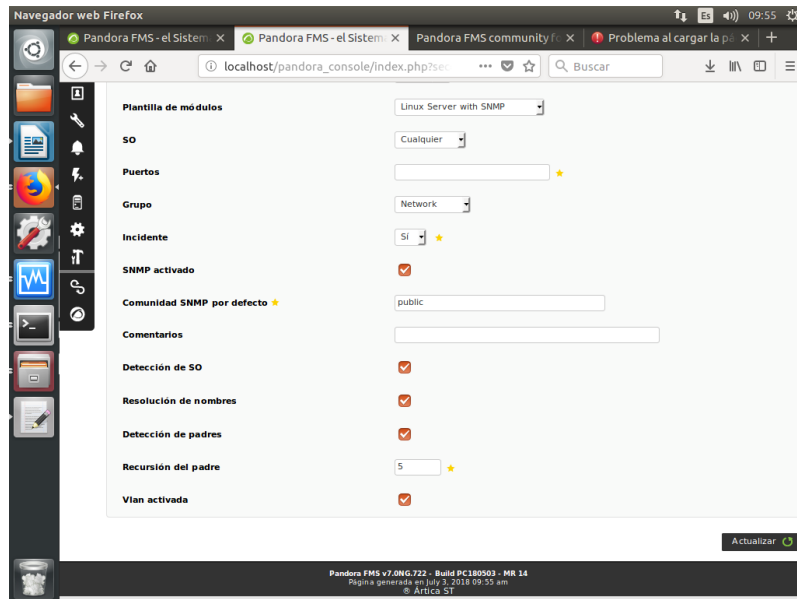 Navegador web Firefox
Es
09:55
Pandora FMS - el Sistem
Pandora FMS - el Sistem
Pandora FMS community fo
Problema al cargar la pá
localhost/pandora_console/index.php?sec
Buscar
Plantilla de módulos
Linux Server with SNMP
SO
Cualquier
Puertos
Grupo
Network
Incidente
Sí
SNMP activado
Comunidad SNMP por defecto
public
Comentarios
Detección de SO
Resolución de nombres
Detección de padres
Recursión del padre
5
Vlan activada
Actualizar
Pandora FMS v7.0NG.722 - Build PC180503 - MR 14
Página generada en July 3, 2018 09:55 am
® Ártica ST